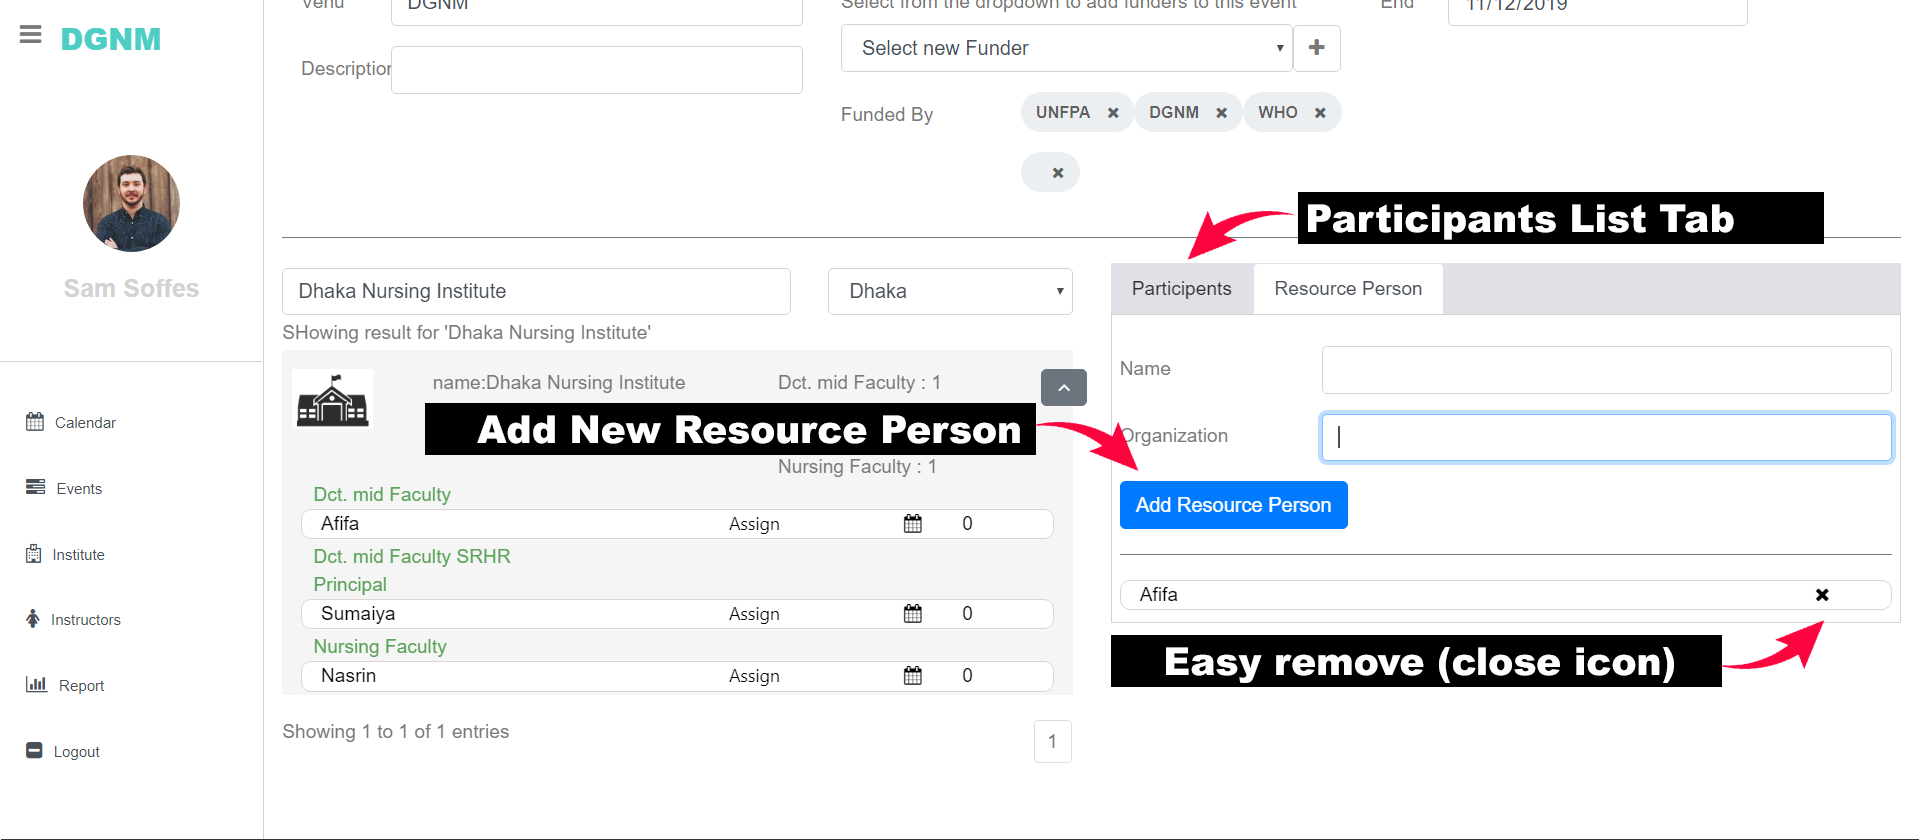 Venu
DGNM
Select from the dropdown to add funders to this event
End
11/12/2019
DGNM
Description
Select new Funder
Funded By
UNFPA
DGNM
WHO
Participants List Tab
Sam Soffes
Dhaka Nursing Institute
Dhaka
Participents
Resource Person
SHowing result for 'Dhaka Nursing Institute'
name:Dhaka Nursing Institute
Dct. mid Faculty : 1
Name
Add New Resource Person
Organization
Nursing Faculty : 1
Dct. mid Faculty
Afifa
Assign
0
Add Resource Person
Dct. mid Faculty SRHR
Principal
Sumaiya
Assign
0
Afifa
Nursing Faculty
Nasrin
Assign
0
Easy remove (close icon)
Showing 1 to 1 of 1 entries
1
Calendar
Events
Institute
Instructors
Report
Logout